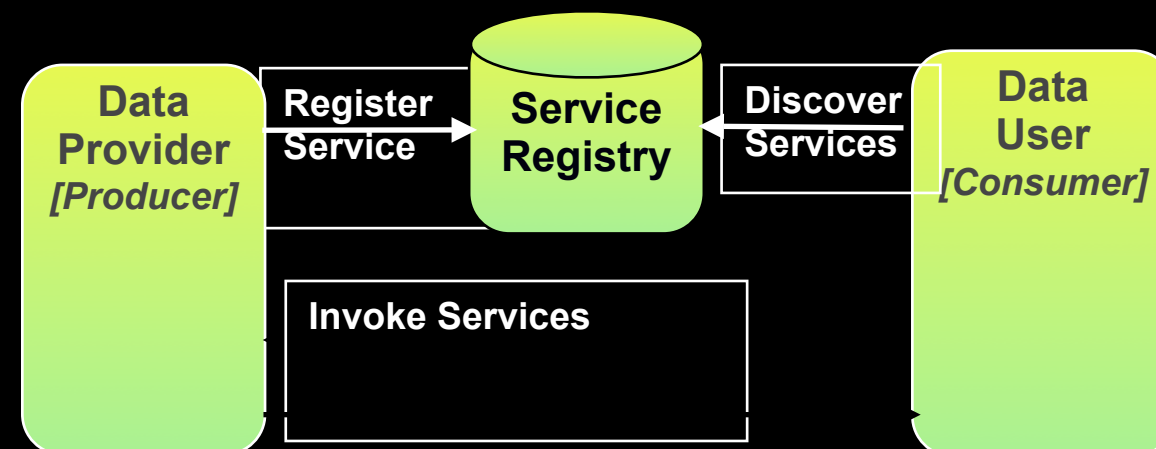 Data
Provider
[Producer]
Register
Service
Service
Registry
Discover
Services
Data
User
[Consumer]
Invoke Services